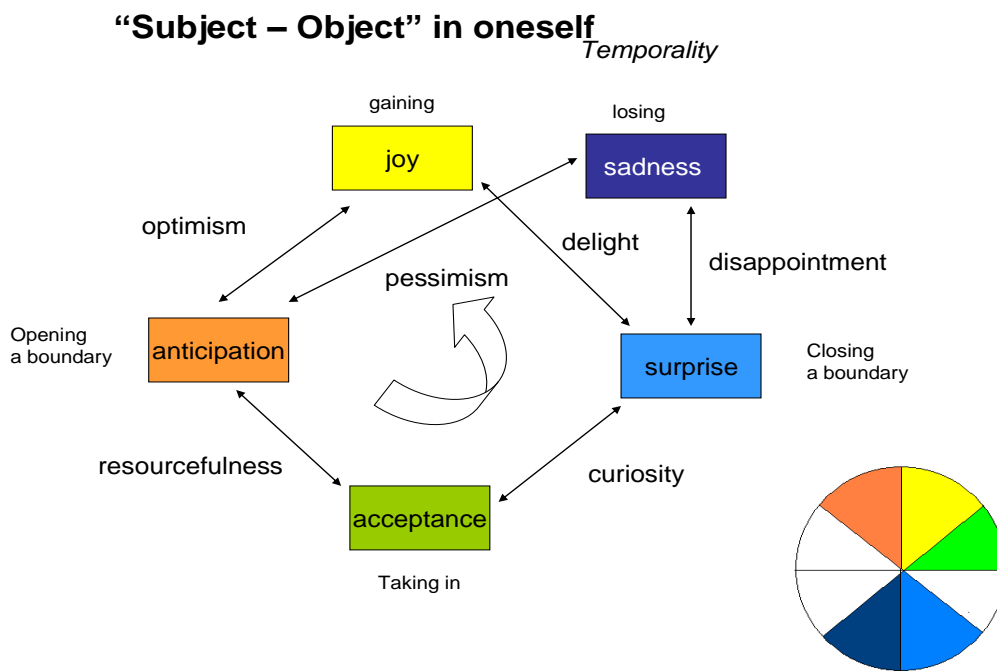 “Subject – Object” in oneself
Temporality
gaining
losing
joy
sadness
optimism
delight
disappointment
pessimism
Opening
a boundary
anticipation
surprise
Closing
a boundary
resourcefulness
curiosity
acceptance
Taking in